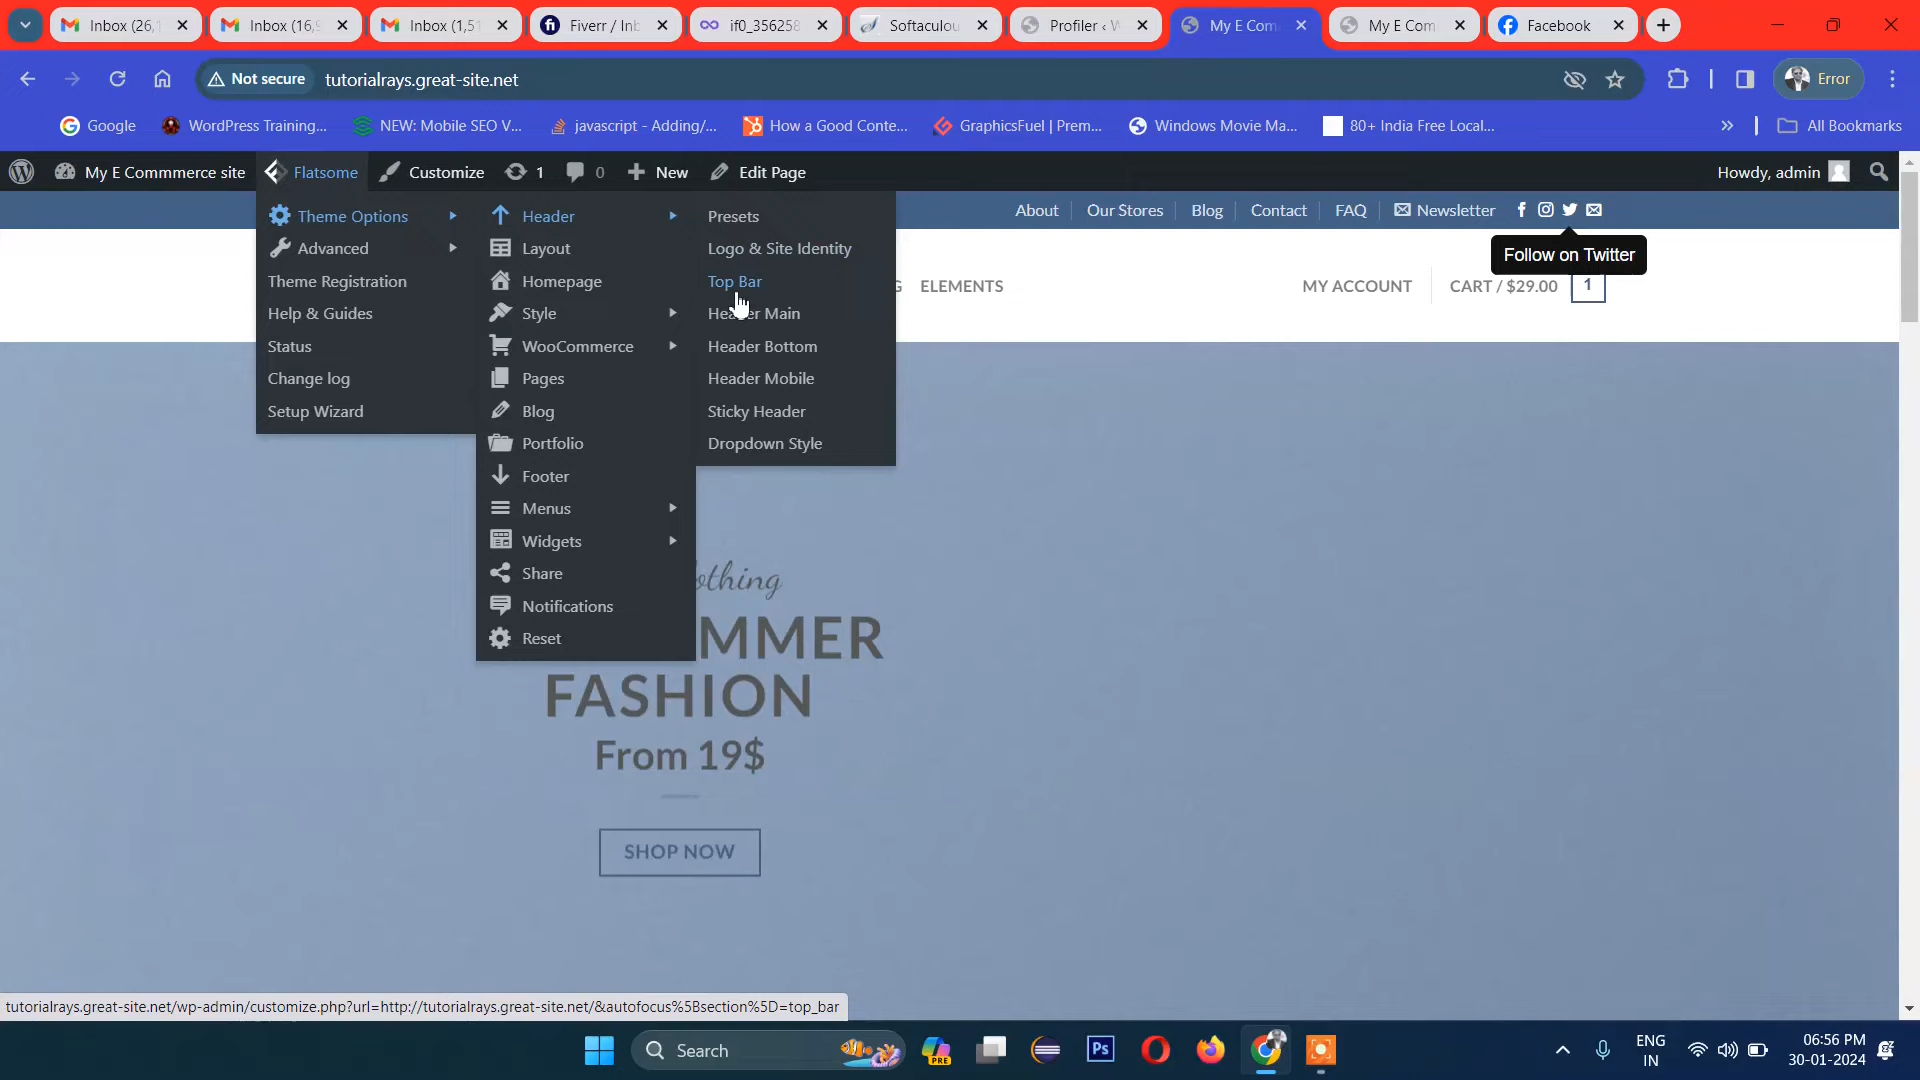 Inbox (26,1
Inbox (16,9
Inbox (1,51
Fiverr / Inb
if0_356258
Softaculou
Profiler ‹ W
My E Com
My E Com
Facebook
Not secure
tutorialrays.great-site.net
Error
Google
WordPress Training...
NEW: Mobile SEO V...
javascript - Adding/...
How a Good Conte...
GraphicsFuel | Prem...
Windows Movie Ma...
80+ India Free Local...
All Bookmarks
My E Commmerce site
Flatsome
Customize
1
0
New
Edit Page
Howdy, admin
Theme Options
Advanced
Theme Registration
Help & Guides
Status
Change log
Setup Wizard
Header
Layout
Homepage
Style
WooCommerce
Pages
Blog
Portfolio
Footer
Menus
Widgets
Share
Notifications
Reset
Presets
Logo & Site Identity
Top Bar
Header Main
Header Bottom
Header Mobile
Sticky Header
Dropdown Style
About
Our Stores
Blog
Contact
FAQ
Newsletter
Follow on Twitter
G
ELEMENTS
MY ACCOUNT
CART / $29.00
1
othing
MMER
FASHION
From 19$
SHOP NOW
tutorialrays.great-site.net/wp-admin/customize.php?url=http://tutorialrays.great-site.net/&autofocus%5Bsection%5D=top_bar
Search
PRE
Ps
ENG
IN
06:56 PM
30-01-2024